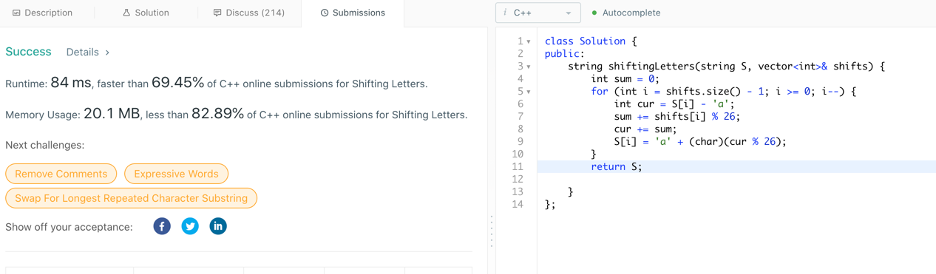 Description Solution Discuss (214) Submissions
i C++ Autocomplete
Success Details >
Runtime: 84 ms, faster than 69.45% of C++ online submissions for Shifting Letters.
Memory Usage: 20.1 MB, less than 82.89% of C++ online submissions for Shifting Letters.
Next challenges:
Remove Comments Expressive Words
Swap For Longest Repeated Character Substring
Show off your acceptance: f in
1 class Solution {
2 public:
3 string shiftingLetters(string S, vector<int>& shifts) {
4 int sum = 0;
5 for (int i = shifts.size() - 1; i >= 0; i--) {
6 int cur = S[i] - 'a';
7 sum += shifts[i] % 26;
8 cur += sum;
9 S[i] = 'a' + (char)(cur % 26);
10 }
11 return S;
12
13 }
14 };